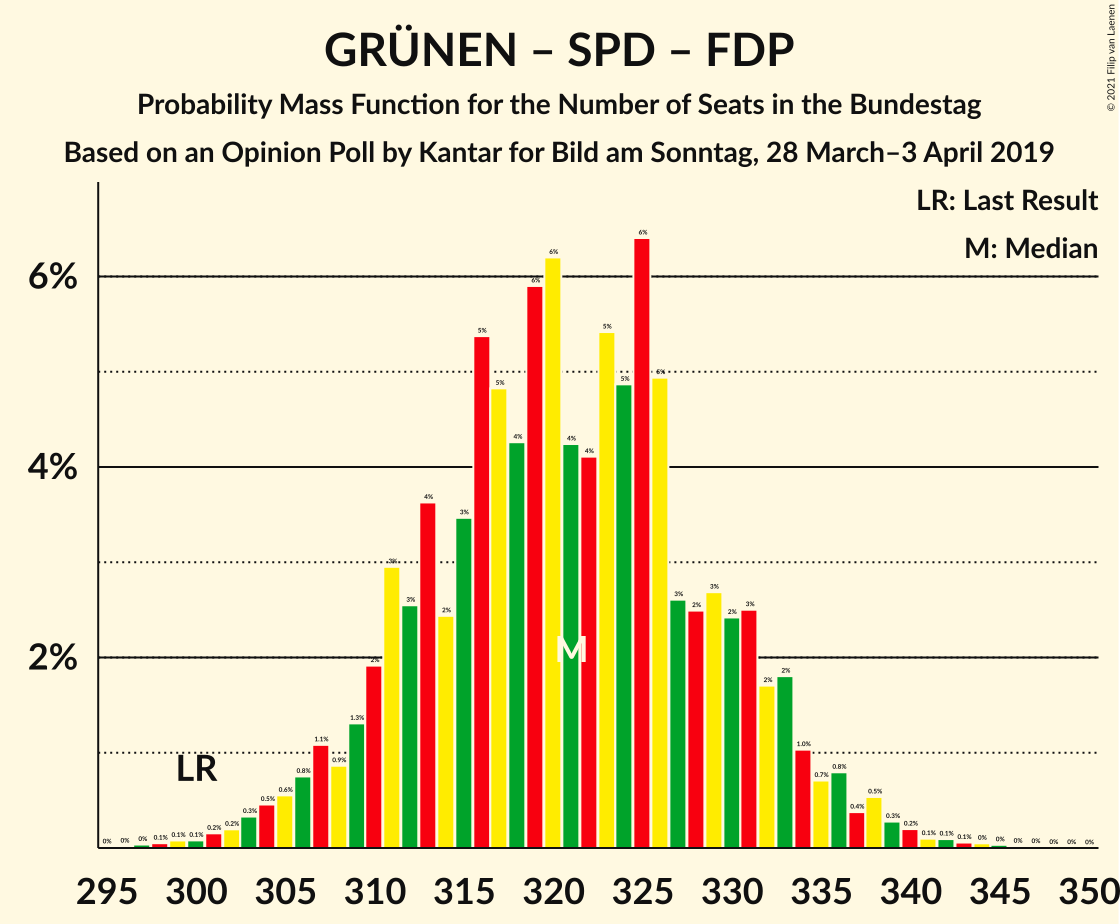 GRÜNEN – SPD – FDP
Probability Mass Function for the Number of Seats in the Bundestag
Based on an Opinion Poll by Kantar for Bild am Sonntag, 28 March–3 April 2019
© 2021 Filip van Laenen
LR: Last Result
M: Median
6%
4%
2%
0% 0% 0% 0.1% 0.1% 0.1% 0.2% 0.2% 0.3% 0.5% 0.6% 0.8% 1.1% 0.9% 1.3% 2% 3% 3% 4% 2% 3% 5% 5% 4% 6% 6% 4% 4% 5% 5% 6% 5% 3% 2% 3% 2% 3% 2% 2% 1.0% 0.7% 0.8% 0.4% 0.5% 0.3% 0.2% 0.1% 0.1% 0.1% 0% 0% 0% 0% 0% 0% 0%
LR
M
295 300 305 310 315 320 325 330 335 340 345 350